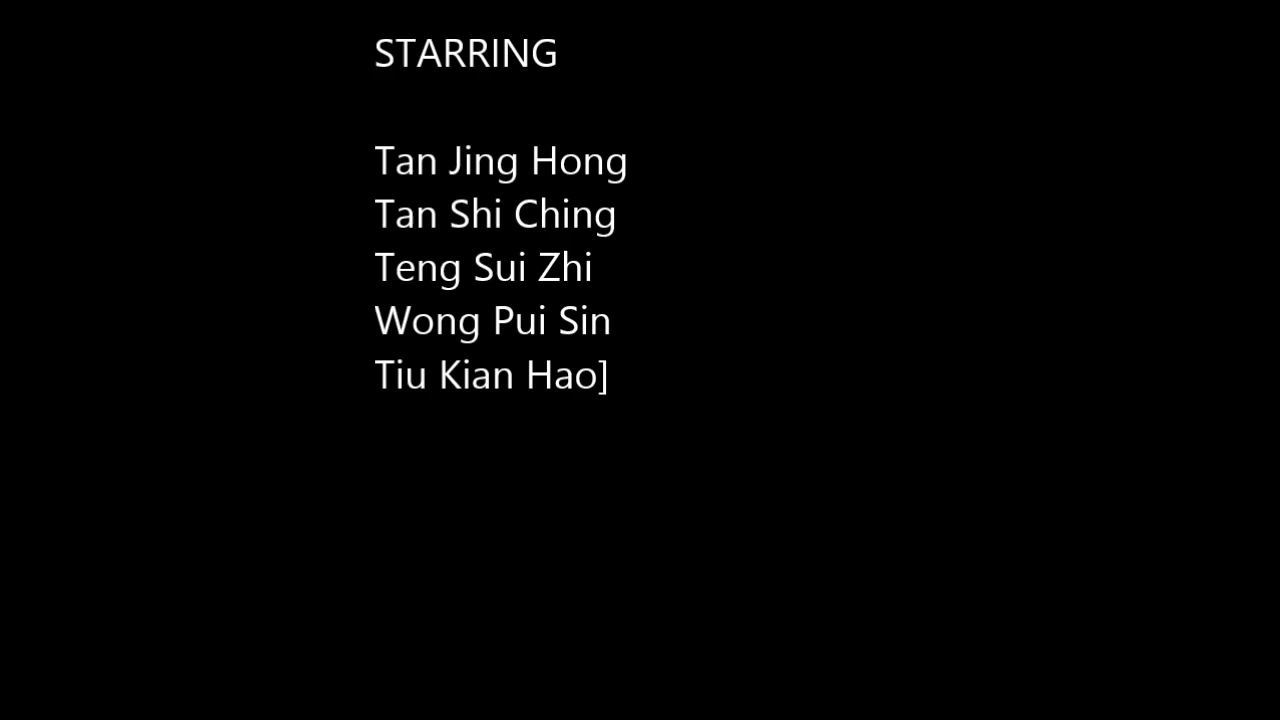 STARRING
Tan Jing Hong
Tan Shi Ching
Teng Sui Zhi
Wong Pui Sin
Tiu Kian Hao]